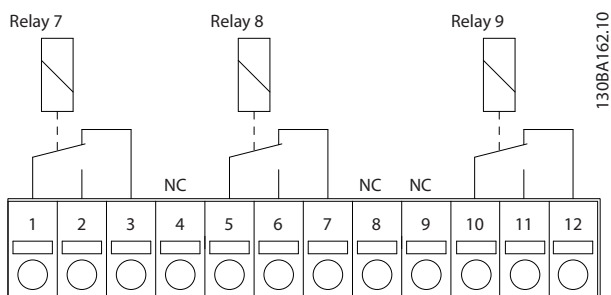 Relay 7
Relay 8
Relay 9
130BA162.10
NC
NC
NC
1 2 3 4 5 6 7 8 9 10 11 12